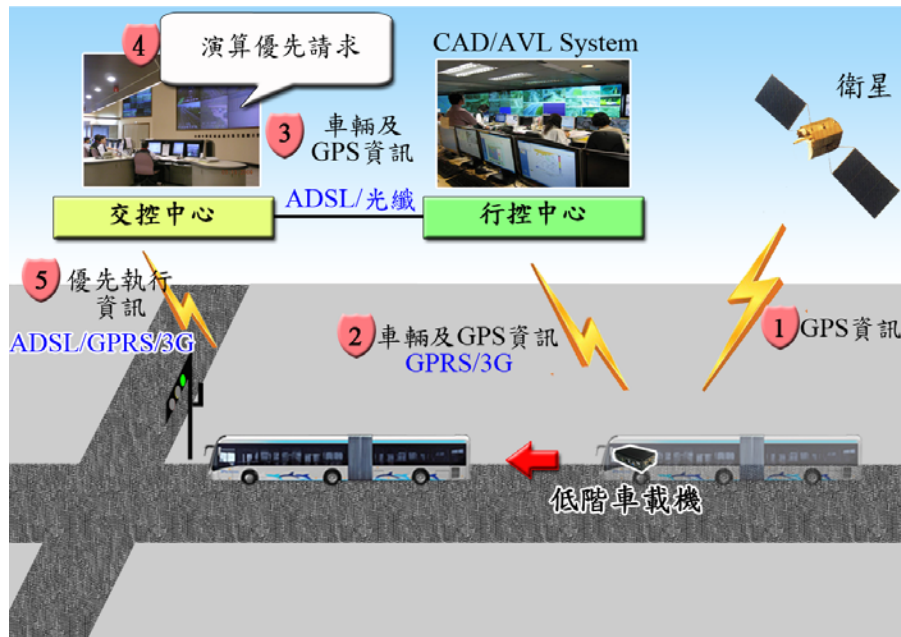 4
演算優先請求
CAD/AVL System
衛星
3
車輛及
GPS資訊
ADSL/光纖
交控中心
行控中心
5
優先執行
資訊
ADSL/GPRS/3G
2
車輛及GPS資訊
GPRS/3G
1
GPS資訊
低階車載機